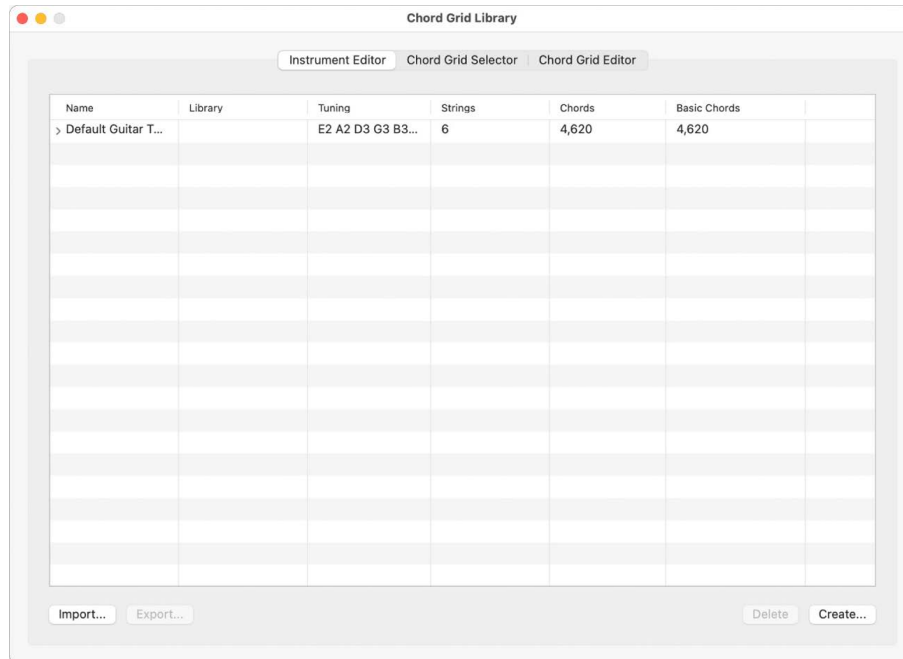 Chord Grid Library
Instrument Editor Chord Grid Selector Chord Grid Editor
Name Library Tuning Strings Chords Basic Chords
Default Guitar T... E2 A2 D3 G3 B3... 6 4,620 4,620
Import... Export... Delete Create...